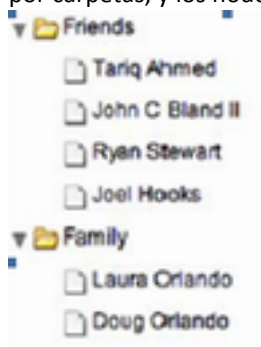 Friends
Tariq Ahmed
John C Bland II
Ryan Stewart
Joel Hooks
Family
Laura Orlando
Doug Orlando